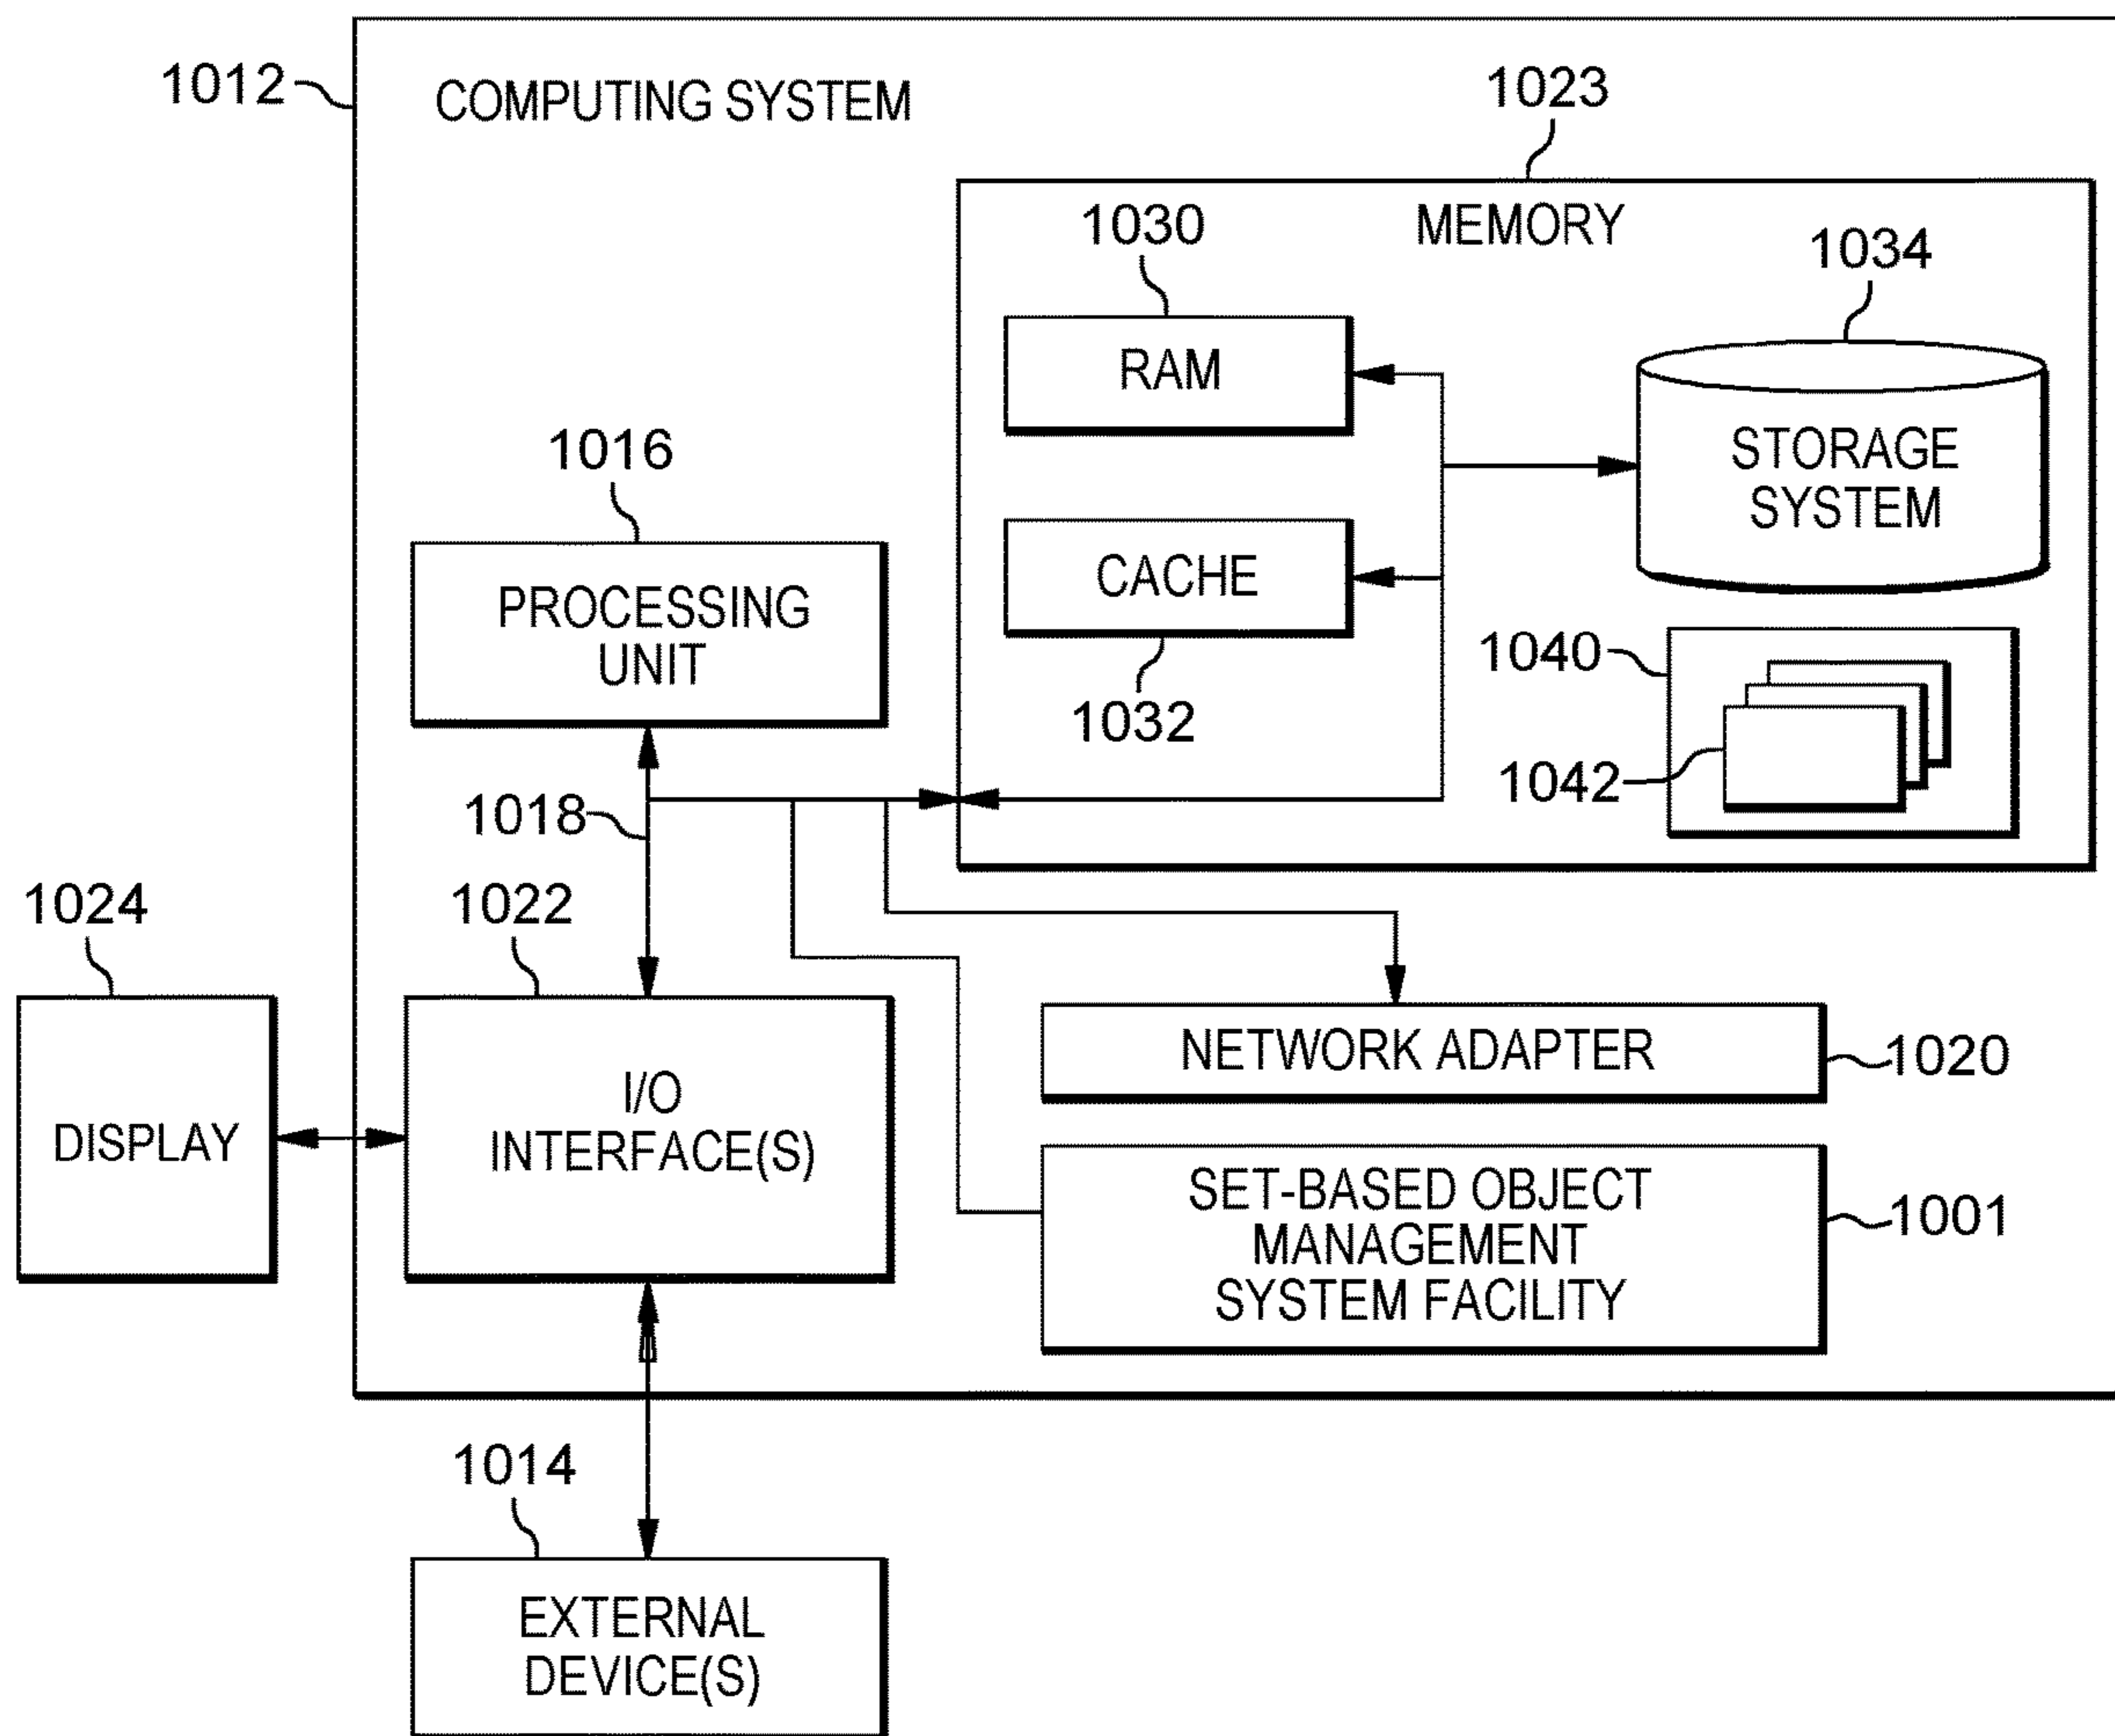 1012
COMPUTING SYSTEM
1023
MEMORY
1030
RAM
1034
STORAGE
SYSTEM
1016
PROCESSING
UNIT
CACHE
1032
1040
1042
1018
1024
DISPLAY
1022
I/O
INTERFACE(S)
NETWORK ADAPTER
1020
SET-BASED OBJECT
MANAGEMENT
SYSTEM FACILITY
1001
1014
EXTERNAL
DEVICE(S)